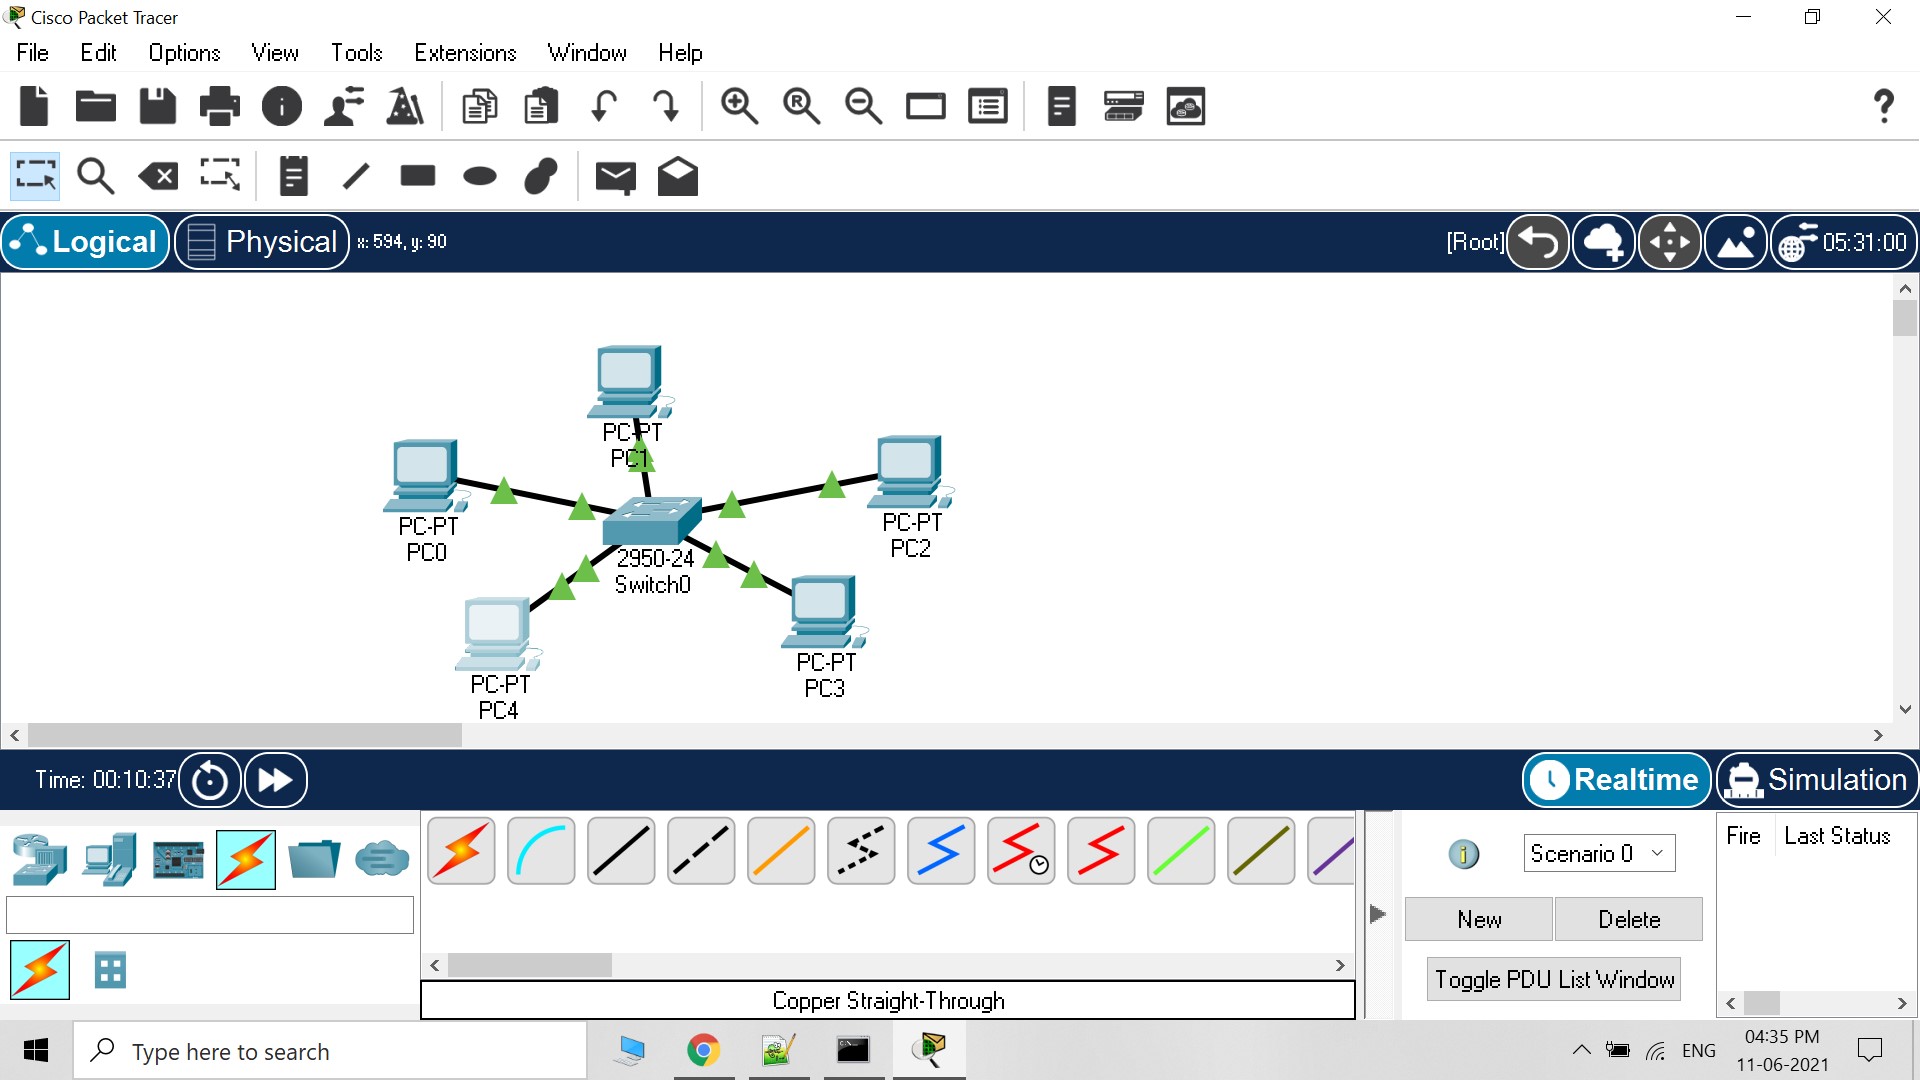 Cisco Packet Tracer
File Edit Options View Tools Extensions Window Help
Logical Physical x: 594, y: 90 [Root] 05:31:00
PC-PT
PC1
PC-PT
PC0
PC-PT
PC2
2950-24
Switch0
PC-PT
PC3
PC-PT
PC4
Time: 00:10:37 Realtime Simulation
Scenario 0
Fire Last Status
New Delete
Toggle PDU List Window
Copper Straight-Through
Type here to search
ENG
04:35 PM
11-06-2021